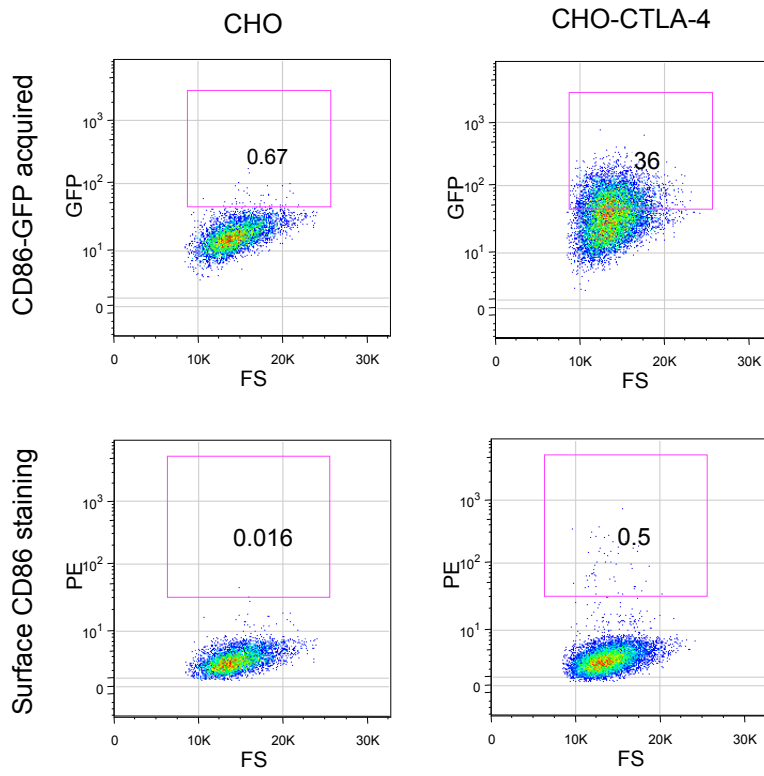 CHO
CHO-CTLA-4
CD86-GFP acquired
GFP
10³
10²
10¹
0
0.67
0
10K
20K
30K
FS
GFP
10³
10²
10¹
0
36
0
10K
20K
30K
FS
Surface CD86 staining
PE
10³
10²
10¹
0
0.016
0
10K
20K
30K
FS
PE
10³
10²
10¹
0
0.5
0
10K
20K
30K
FS